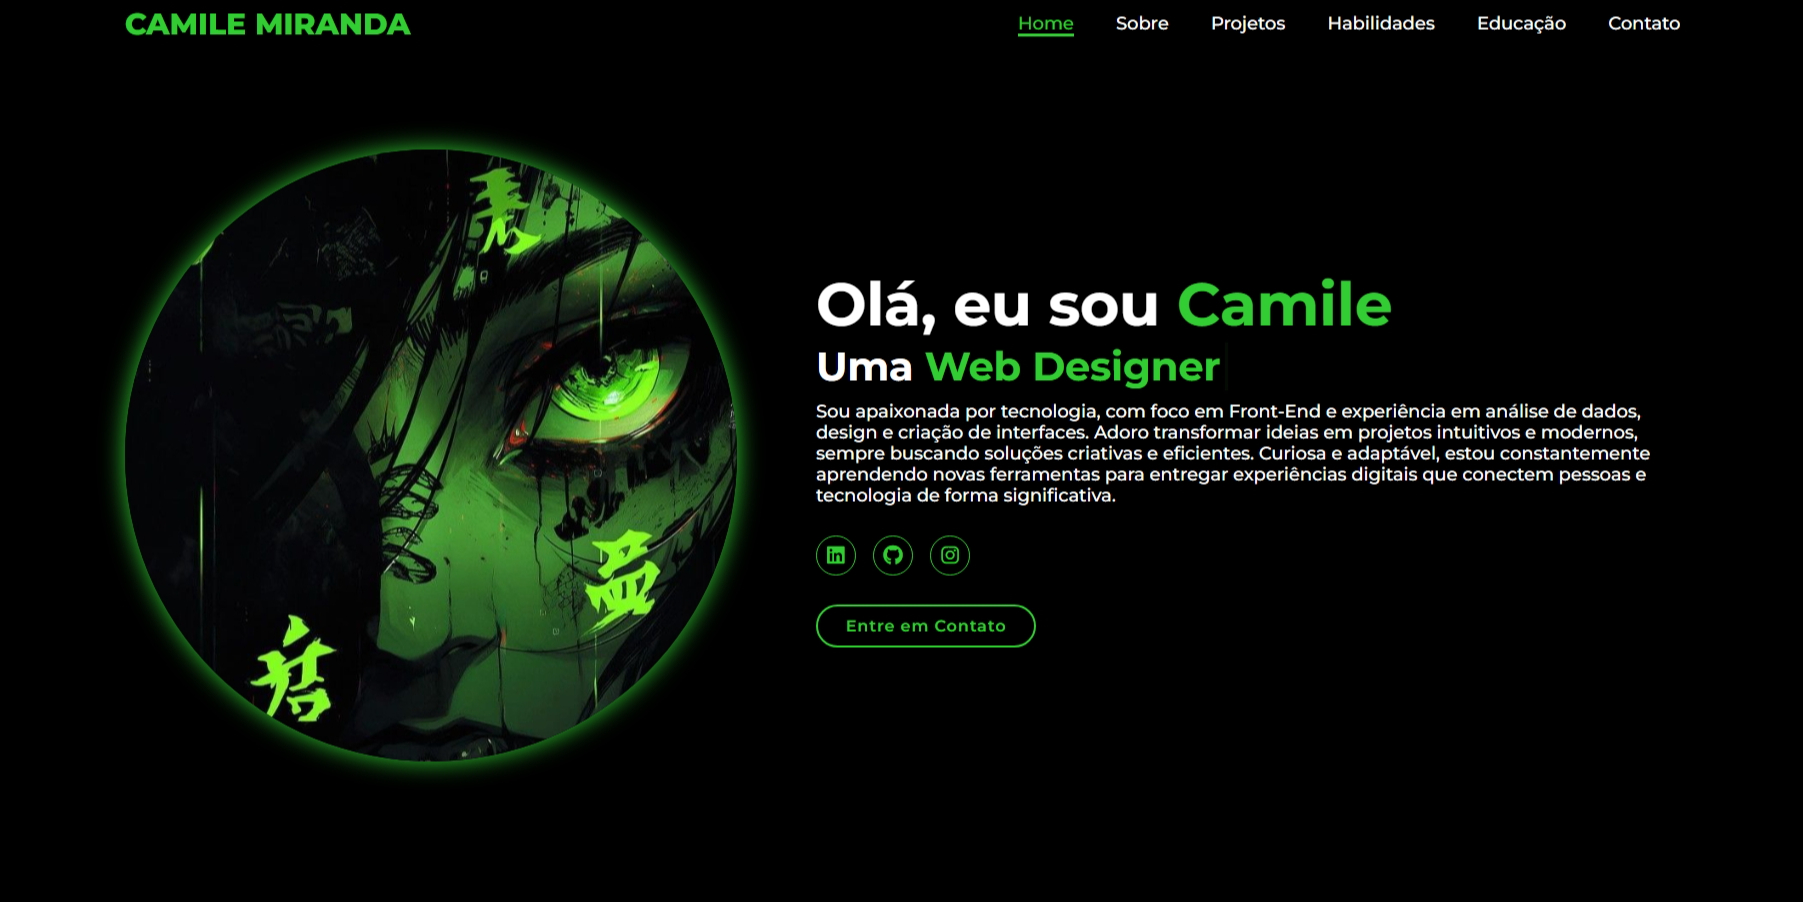 CAMILE MIRANDA
Home Sobre Projetos Habilidades Educação Contato
Olá, eu sou Camile
Uma Web Designer
Sou apaixonada por tecnologia, com foco em Front-End e experiência em análise de dados,
design e criação de interfaces. Adoro transformar ideias em projetos intuitivos e modernos,
sempre buscando soluções criativas e eficientes. Curiosa e adaptável, estou constantemente
aprendendo novas ferramentas para entregar experiências digitais que conectem pessoas e
tecnologia de forma significativa.
in
Entre em Contato